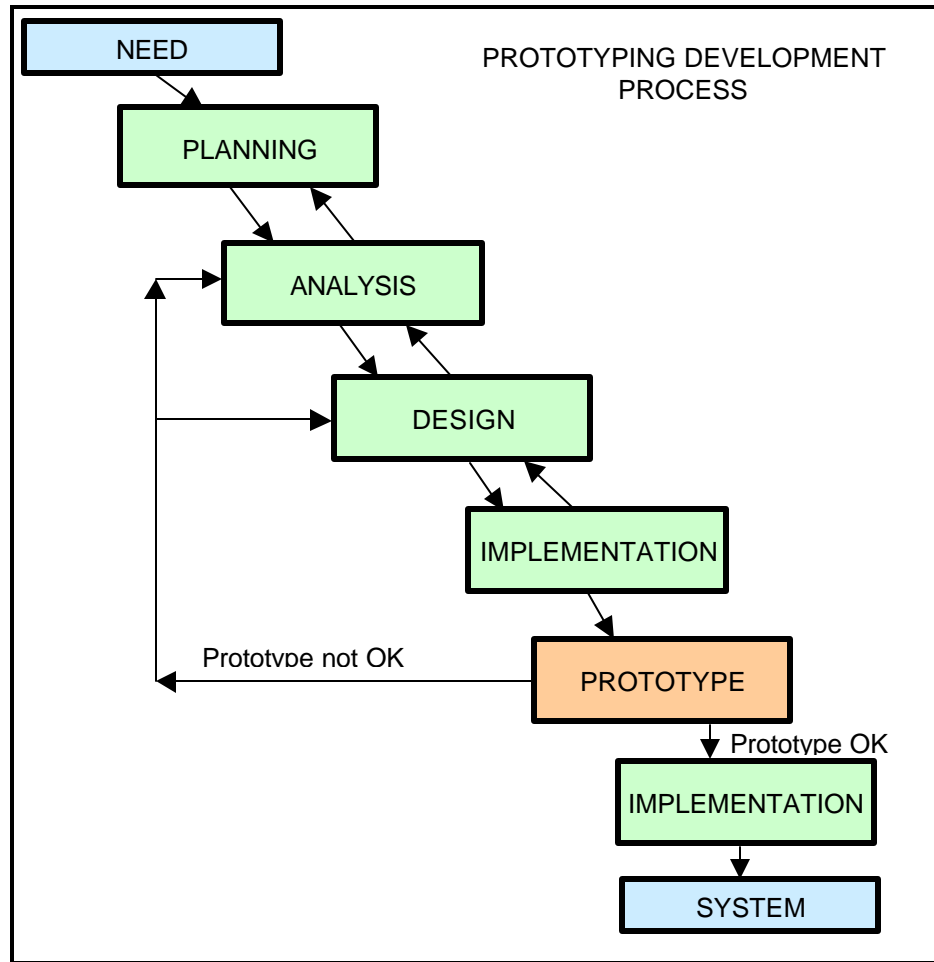 NEED
PROTOTYPING DEVELOPMENT
PROCESS
PLANNING
ANALYSIS
DESIGN
IMPLEMENTATION
Prototype not OK
PROTOTYPE
Prototype OK
IMPLEMENTATION
SYSTEM